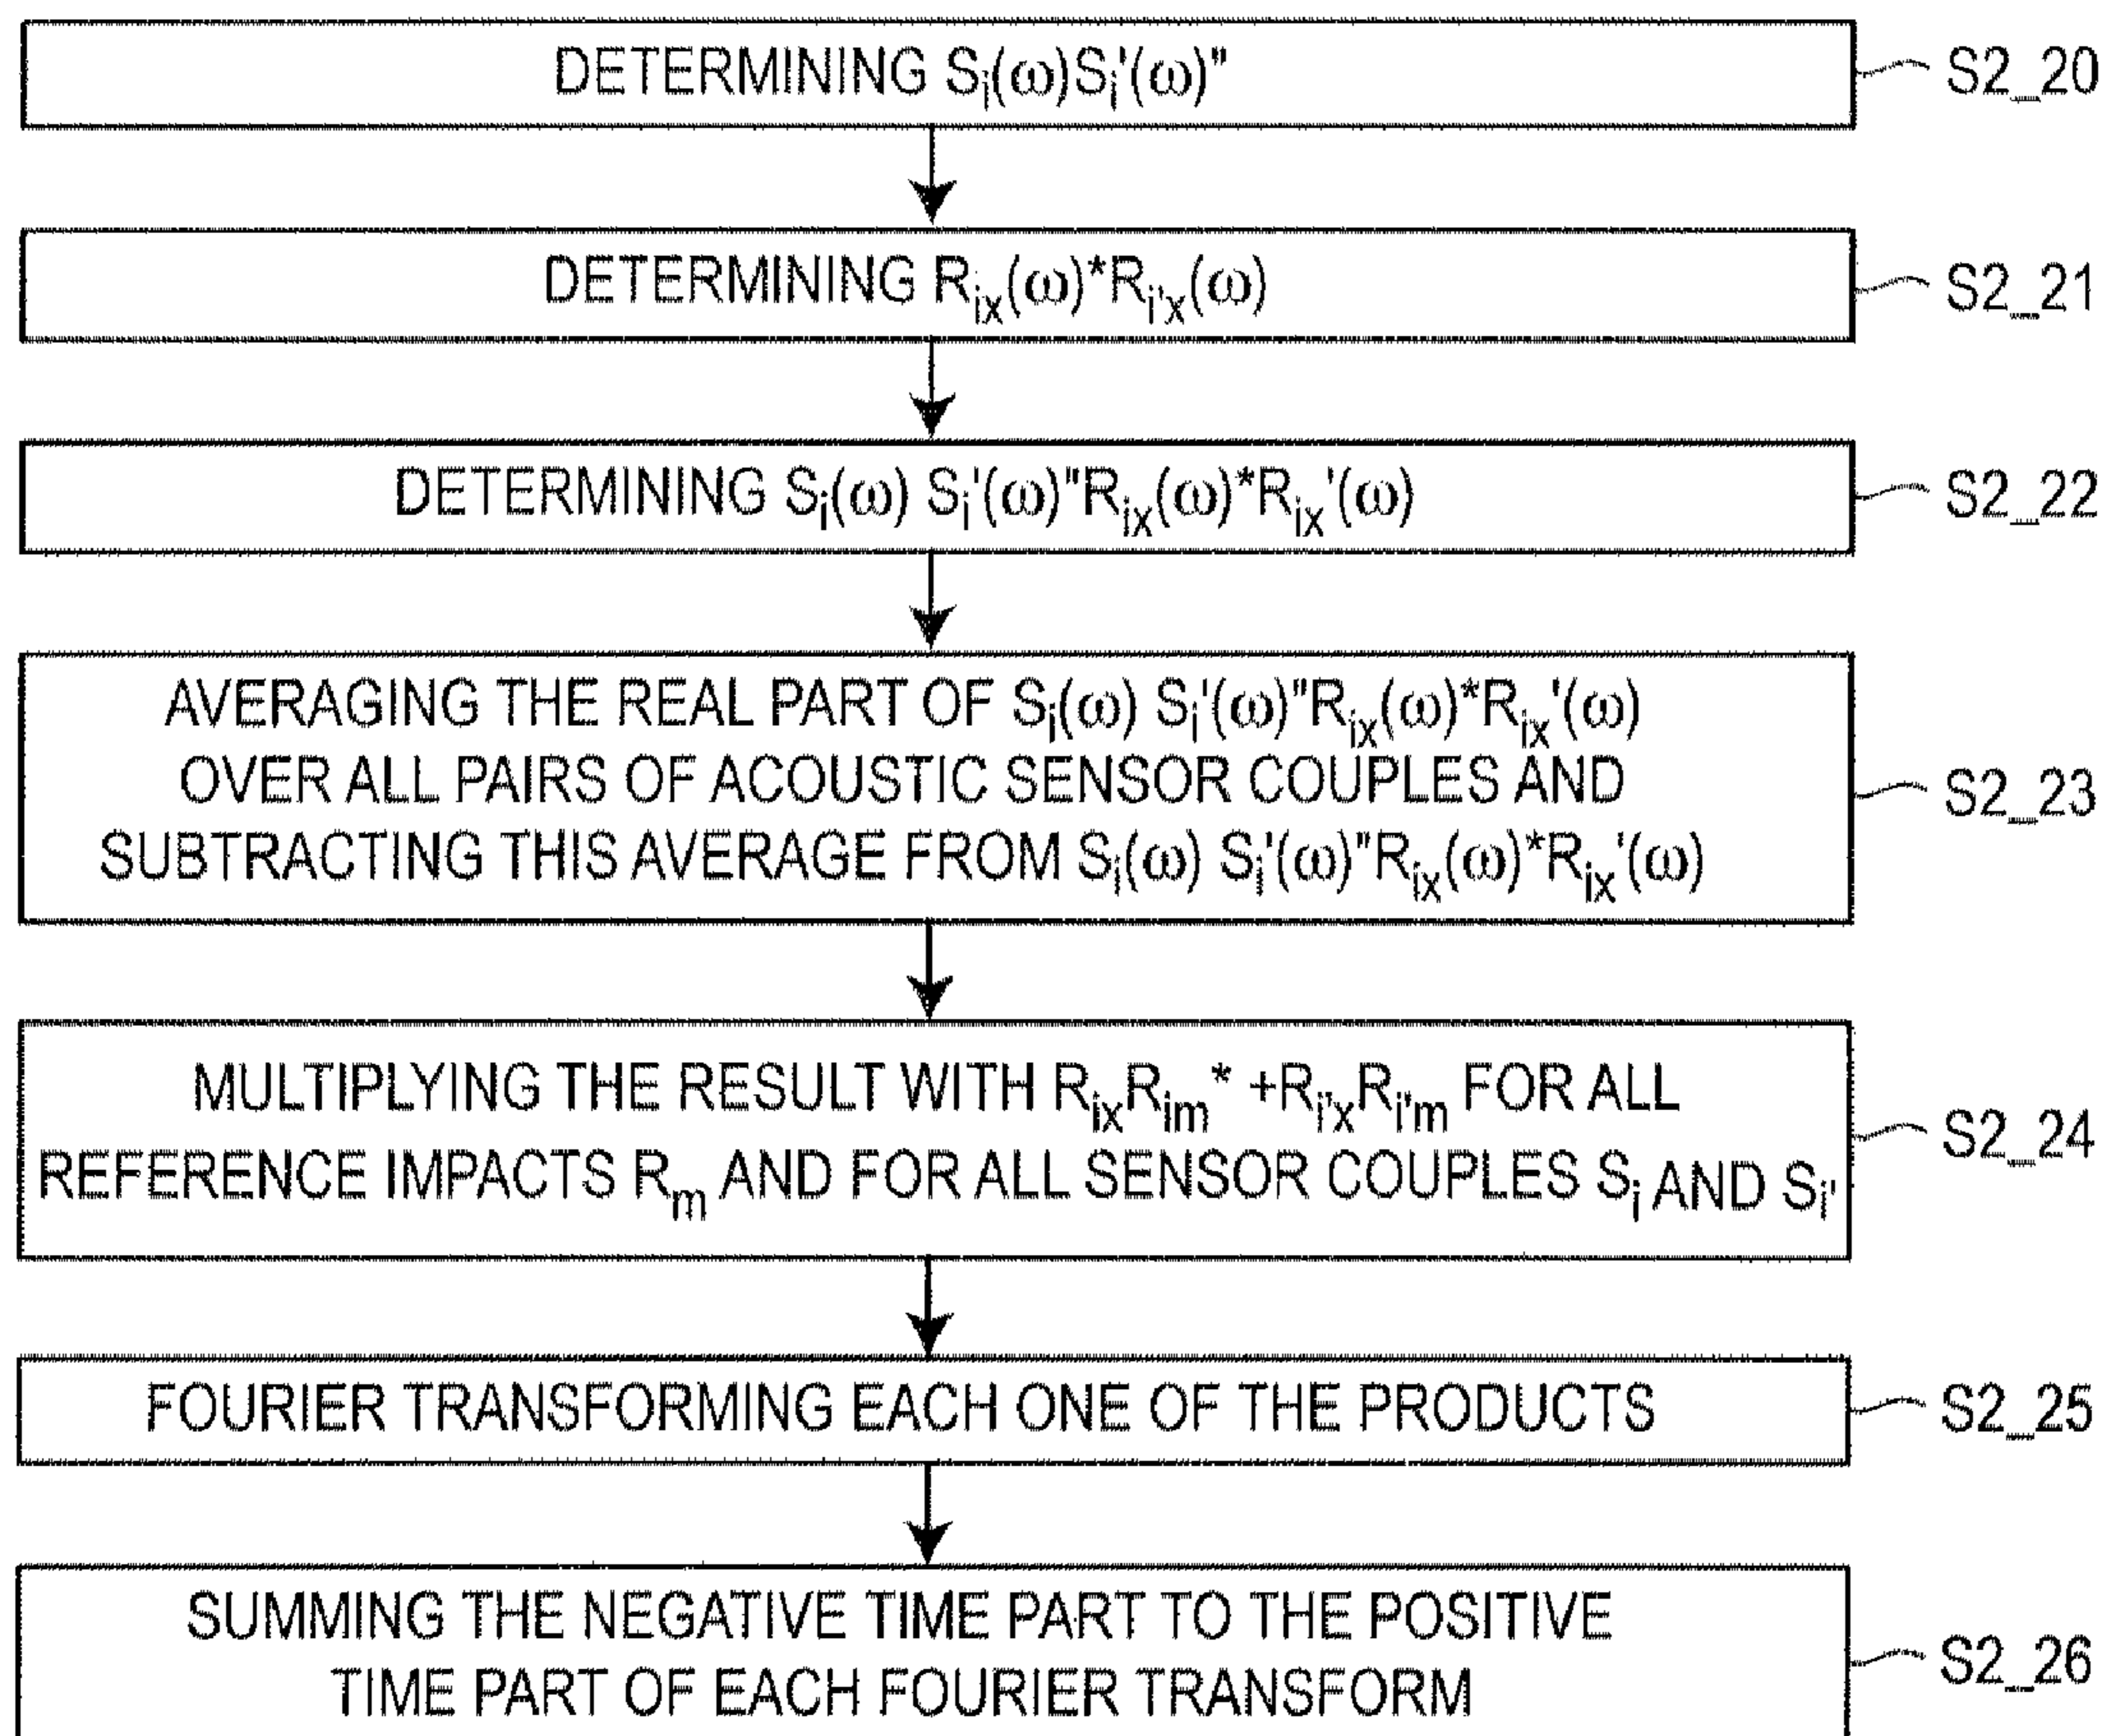 DETERMINING Sᵢ(ω)Sᵢ'(ω)" S2_20
DETERMINING Rᵢₓ(ω)*Rᵢ'ₓ(ω) S2_21
DETERMINING Sᵢ(ω) Sᵢ'(ω)"Rᵢₓ(ω)*Rᵢₓ'(ω) S2_22
AVERAGING THE REAL PART OF Sᵢ(ω) Sᵢ'(ω)"Rᵢₓ(ω)*Rᵢₓ'(ω)
OVER ALL PAIRS OF ACOUSTIC SENSOR COUPLES AND S2_23
SUBTRACTING THIS AVERAGE FROM Sᵢ(ω) Sᵢ'(ω)"Rᵢₓ(ω)*Rᵢₓ'(ω)
MULTIPLYING THE RESULT WITH RᵢₓRᵢₘ* +Rᵢ'ₓRᵢ'ₘ FOR ALL S2_24
REFERENCE IMPACTS Rₘ AND FOR ALL SENSOR COUPLES Sᵢ AND Sᵢ'
FOURIER TRANSFORMING EACH ONE OF THE PRODUCTS S2_25
SUMMING THE NEGATIVE TIME PART TO THE POSITIVE S2_26
TIME PART OF EACH FOURIER TRANSFORM